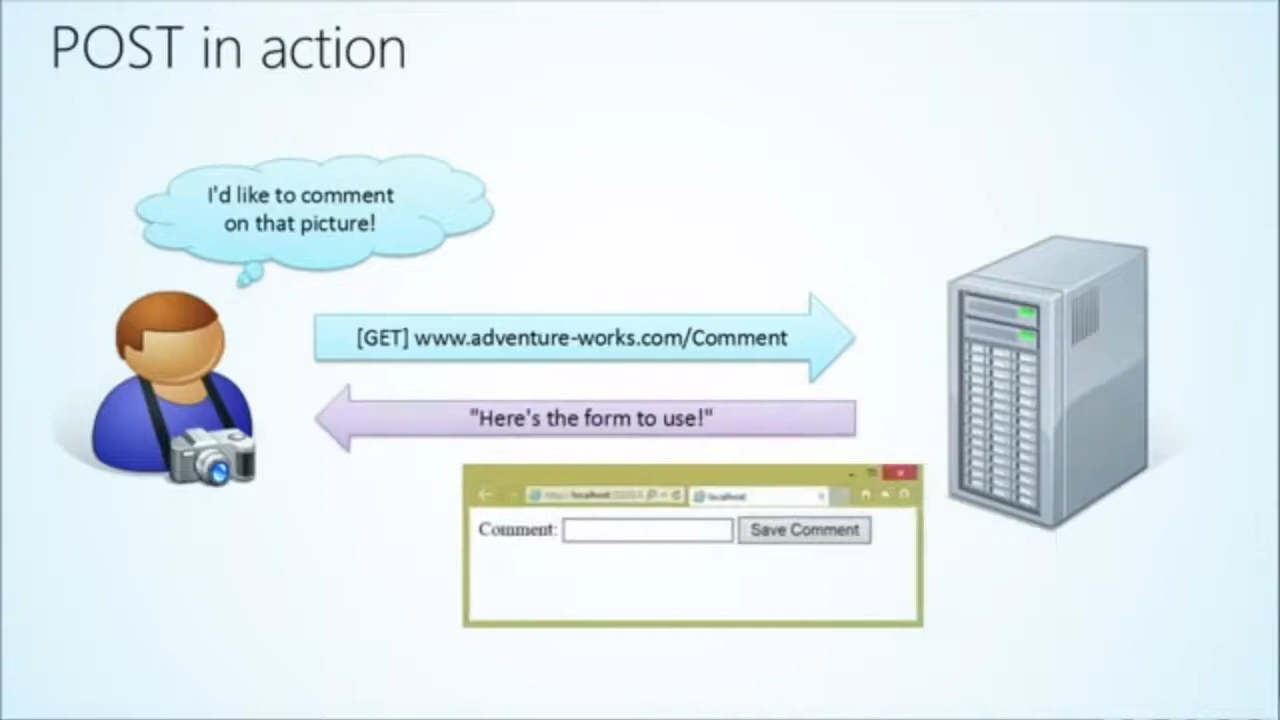 POST in action
I'd like to comment
on that picture!
[GET] www.adventure-works.com/Comment
"Here's the form to use!"
localhost
Comment:
Save Comment